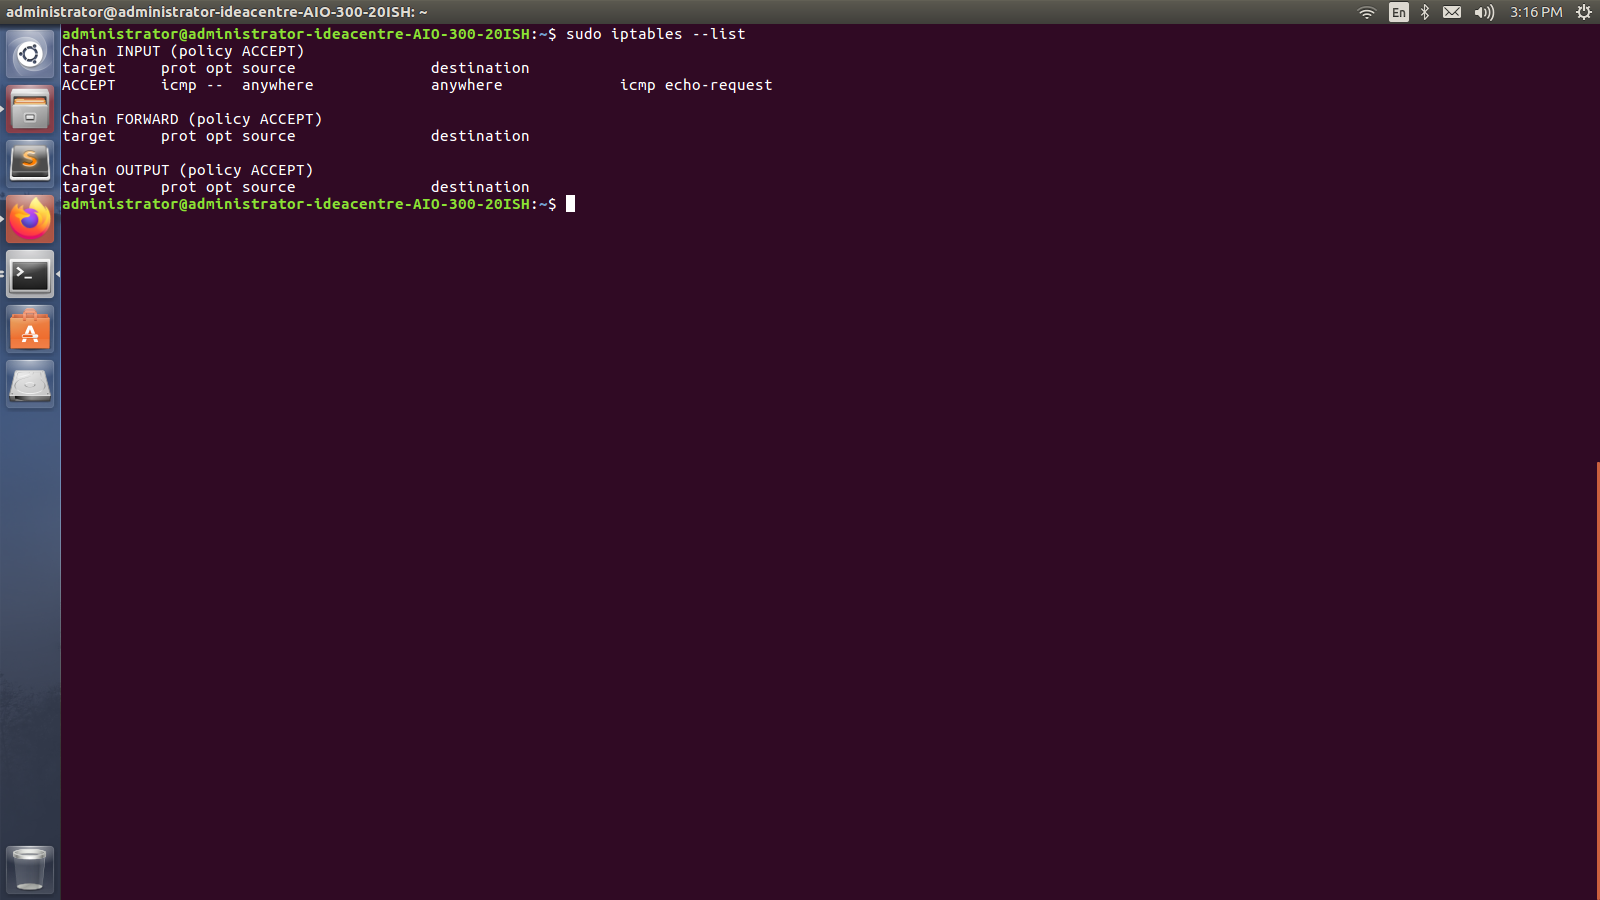 administrator@administrator-ideacentre-AIO-300-20ISH: ~
En
3:16 PM
administrator@administrator-ideacentre-AIO-300-20ISH:~$ sudo iptables --list
Chain INPUT (policy ACCEPT)
target     prot opt source               destination
ACCEPT     icmp --  anywhere             anywhere             icmp echo-request
Chain FORWARD (policy ACCEPT)
target     prot opt source               destination
Chain OUTPUT (policy ACCEPT)
target     prot opt source               destination
administrator@administrator-ideacentre-AIO-300-20ISH:~$